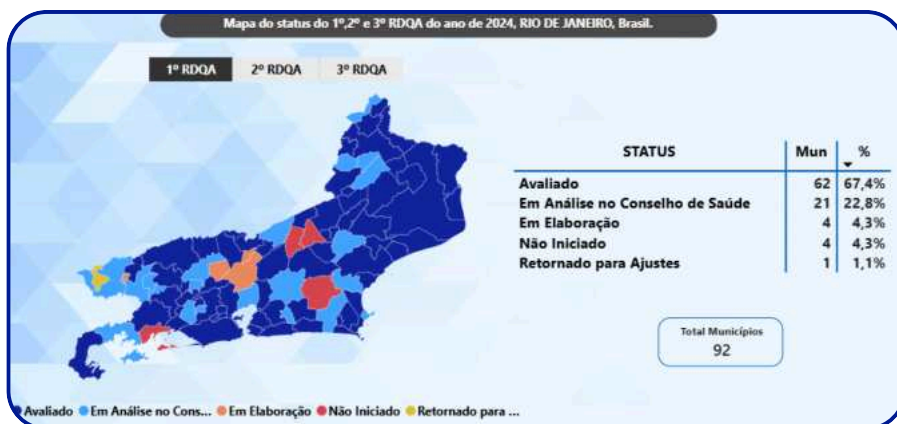 Mapa do status do 1º,2º e 3º RDQA do ano de 2024, RIO DE JANEIRO, Brasil.
1º RDQA 2º RDQA 3º RDQA
STATUS Mun %
Avaliado 62 67,4%
Em Análise no Conselho de Saúde 21 22,8%
Em Elaboração 4 4,3%
Não Iniciado 4 4,3%
Retornado para Ajustes 1 1,1%
Total Municípios
92
Avaliado Em Análise no Cons... Em Elaboração Não Iniciado Retornado para ...